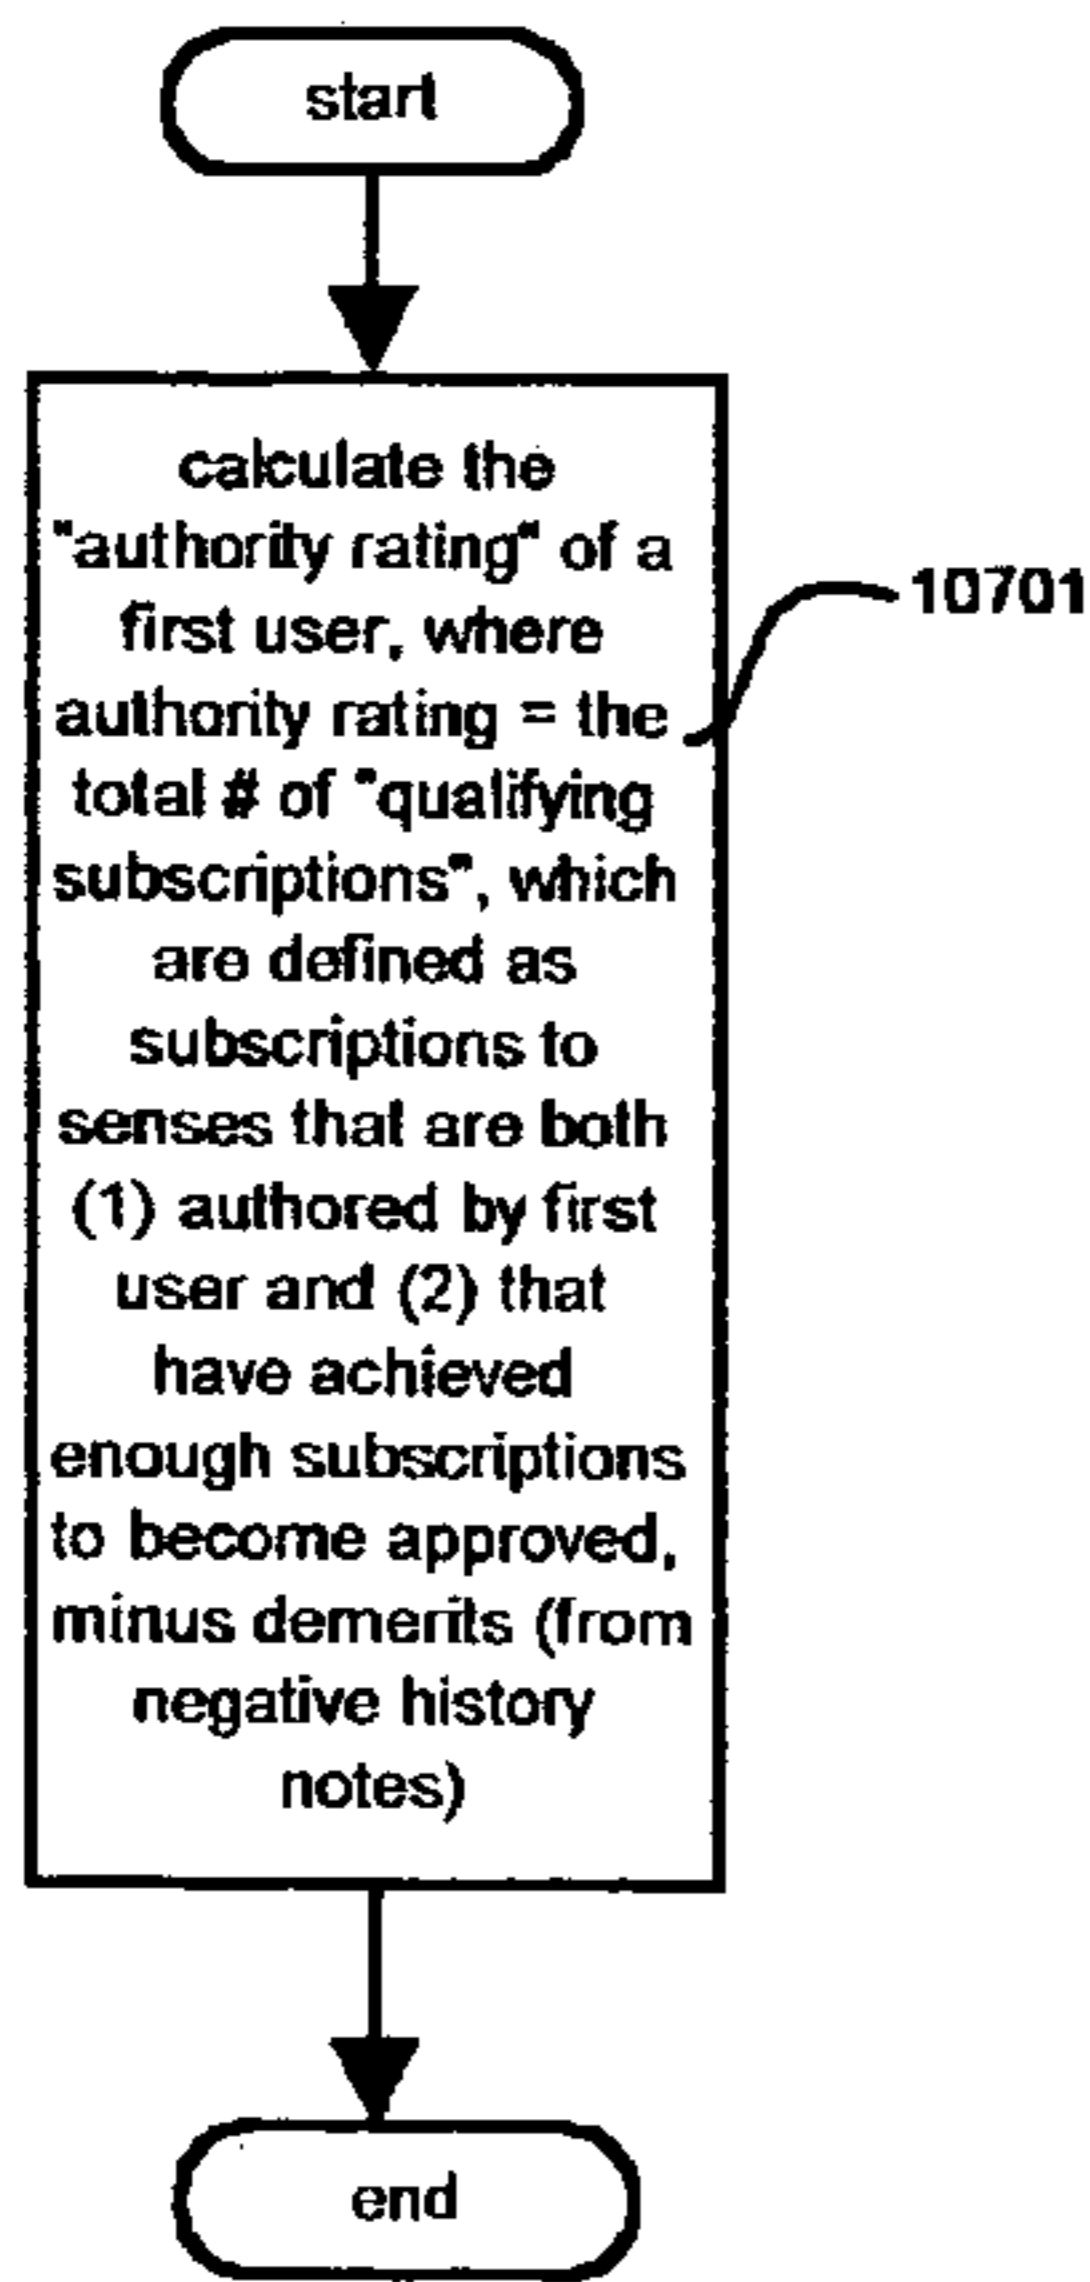 start
calculate the
"authority rating" of a
first user, where
authority rating = the
total # of "qualifying
subscriptions", which
are defined as
subscriptions to
senses that are both
(1) authored by first
user and (2) that
have achieved
enough subscriptions
to become approved,
minus demerits (from
negative history
notes)
10701
end